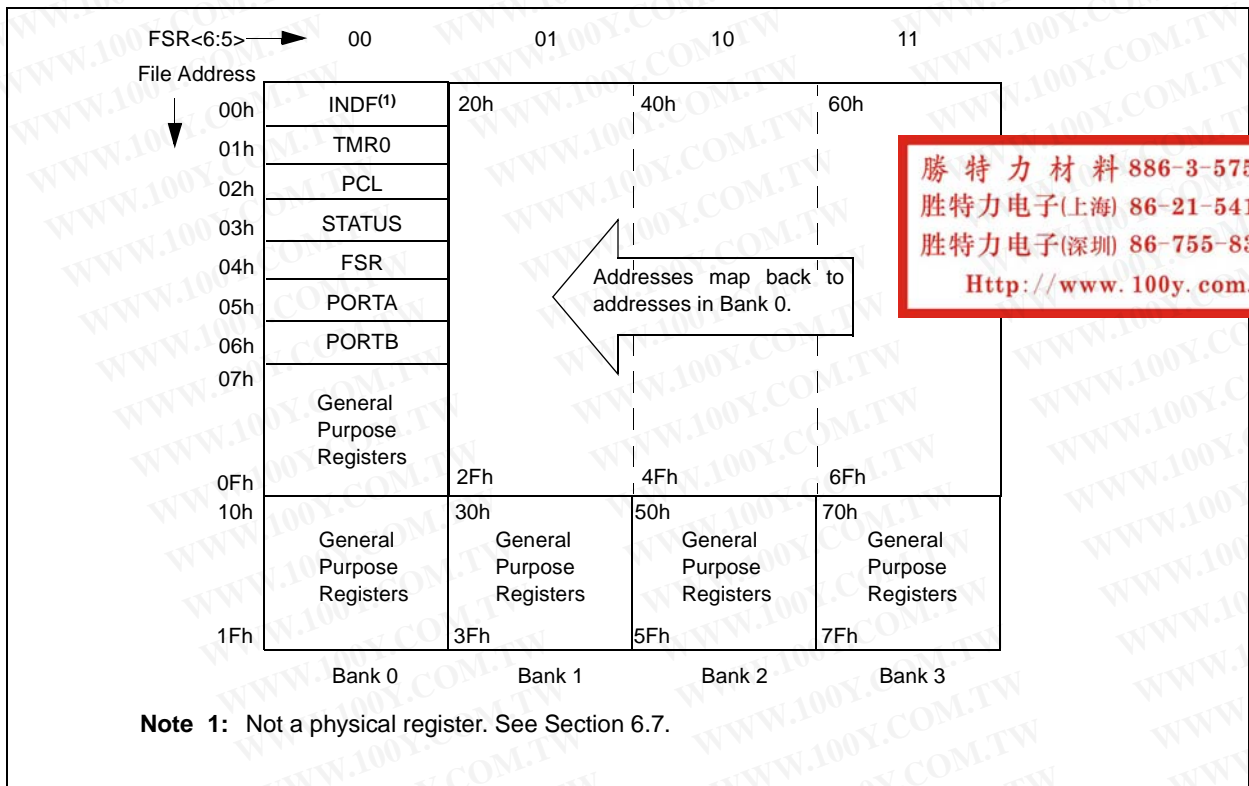 FSR<6:5> 00 01 10 11
File Address
00h INDF(1) 20h 40h 60h
01h TMR0
02h PCL
03h STATUS
04h FSR
05h PORTA
06h PORTB
07h
General
Purpose
Registers
0Fh 2Fh 4Fh 6Fh
Addresses map back to
addresses in Bank 0.
勝特力材料 886-3-575
胜特力电子(上海) 86-21-541
胜特力电子(深圳) 86-755-83
Http://www.100y.com.
10h 30h 50h 70h
General General General General
Purpose Purpose Purpose Purpose
Registers Registers Registers Registers
1Fh 3Fh 5Fh 7Fh
Bank 0 Bank 1 Bank 2 Bank 3
Note 1: Not a physical register. See Section 6.7.
WWW.100Y.COM.TW